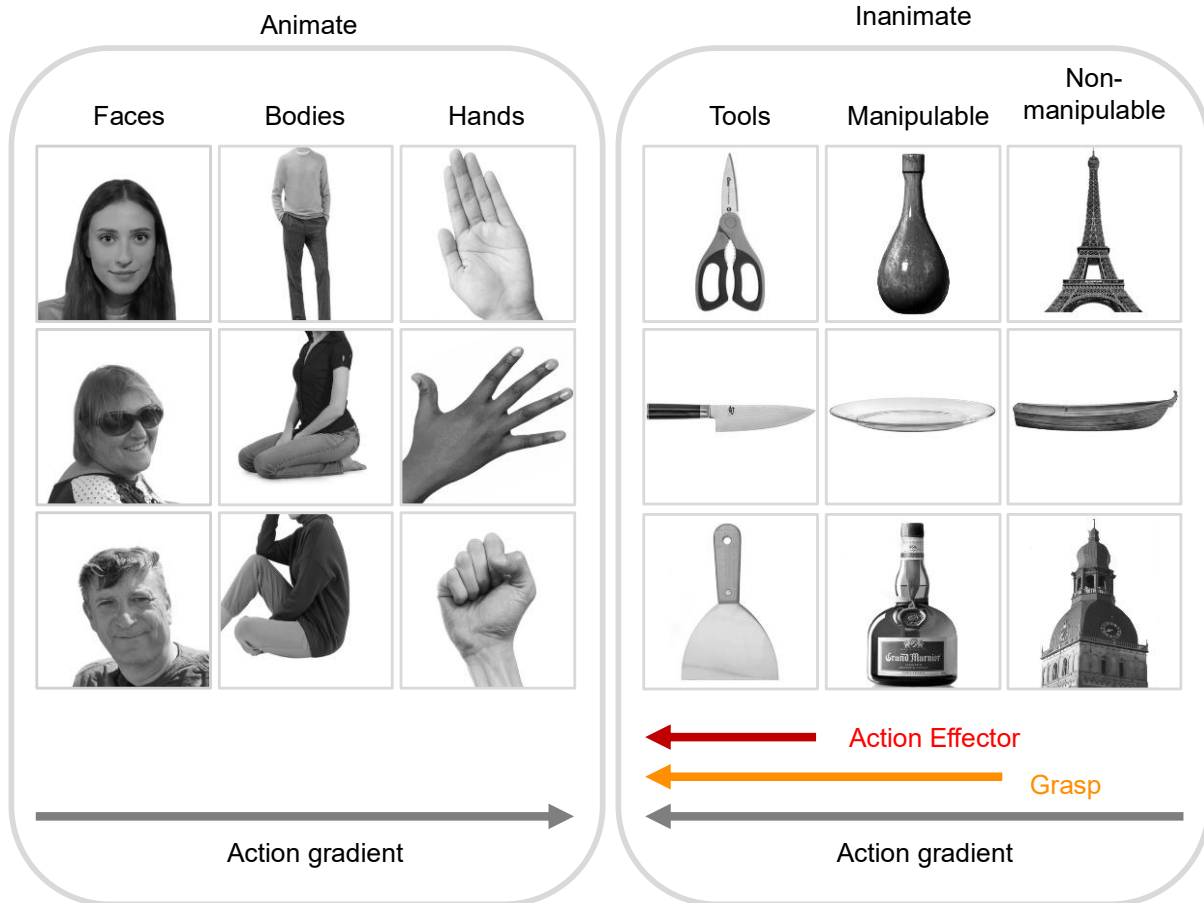 Animate
Inanimate
Faces
Bodies
Hands
Tools
Manipulable
Non-
manipulable
Grand Marnier
Action Effector
Grasp
Action gradient
Action gradient